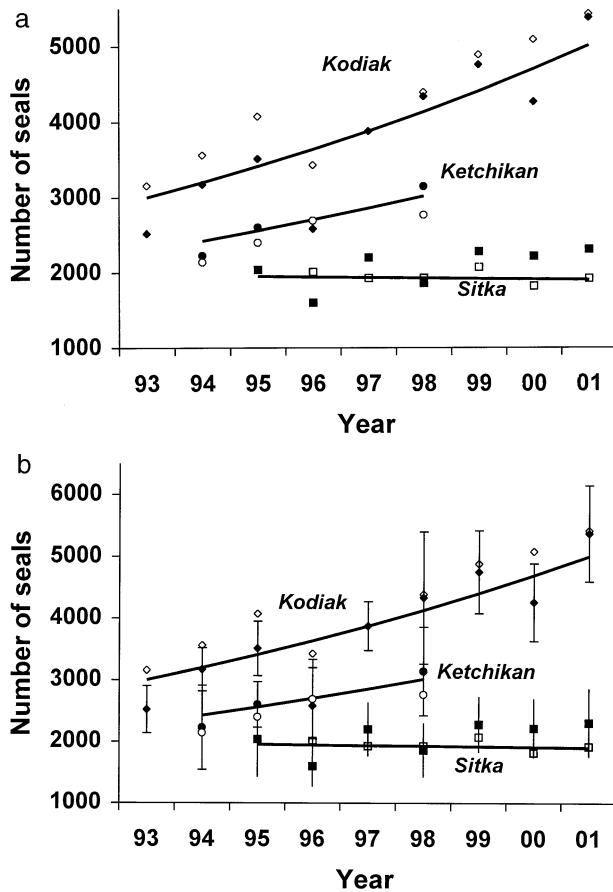 a
5000
4000
3000
2000
1000
Number of seals
Kodiak
Ketchikan
Sitka
93 94 95 96 97 98 99 00 01
Year
b
6000
5000
4000
3000
2000
1000
Number of seals
Kodiak
Ketchikan
Sitka
93 94 95 96 97 98 99 00 01
Year